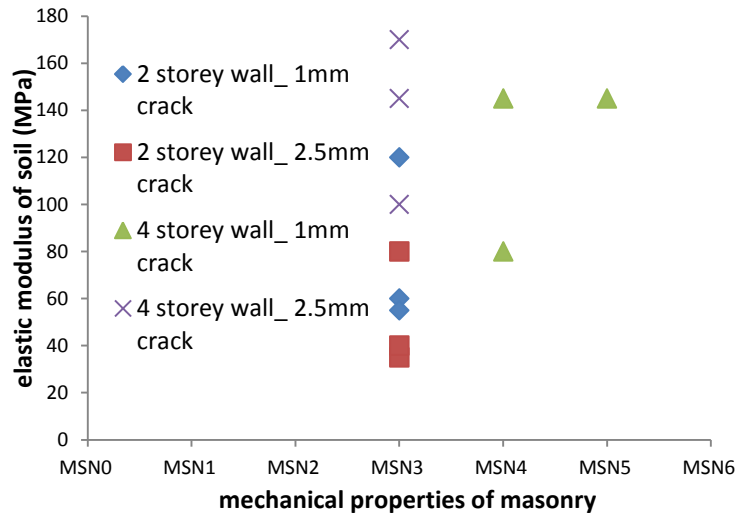 180
160
140
120
100
80
60
40
20
0
elastic modulus of soil (MPa)
2 storey wall_ 1mm
crack
2 storey wall_ 2.5mm
crack
4 storey wall_ 1mm
crack
4 storey wall_ 2.5mm
crack
MSN0 MSN1 MSN2 MSN3 MSN4 MSN5 MSN6
mechanical properties of masonry